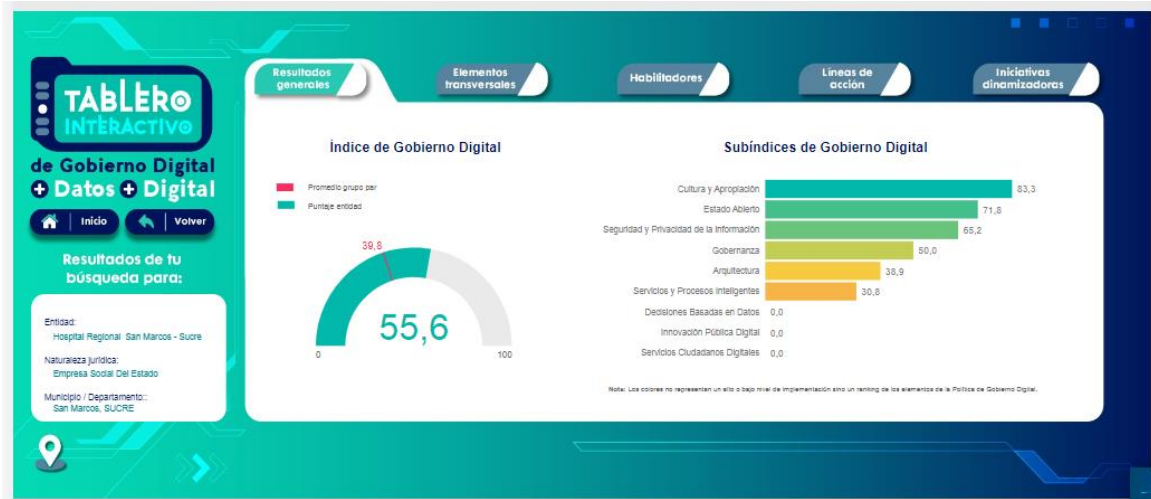 TABLERO
INTERACTIVO
de Gobierno Digital
+ Datos + Digital
Inicio
Volver
Resultados de tu
búsqueda para:
Entidad:
Hospital Regional San Marcos - Sucre
Naturaleza jurídica:
Empresa Social Del Estado
Municipio / Departamento::
San Marcos, SUCRE
Resultados
generales
Elementos
transversales
Habilitadores
Líneas de
acción
Iniciativas
dinamizadoras
Índice de Gobierno Digital
Promedio grupo par
Puntaje entidad
39,8
55,6
0
100
Subíndices de Gobierno Digital
Cultura y Apropiación 83,3
Estado Abierto 71,8
Seguridad y Privacidad de la Información 65,2
Gobernanza 50,0
Arquitectura 38,9
Servicios y Procesos Inteligentes 30,8
Decisiones Basadas en Datos 0,0
Innovación Pública Digital 0,0
Servicios Ciudadanos Digitales 0,0
Nota: Los colores no representan un alto o bajo nivel de implementación sino un ranking de los elementos de la Política de Gobierno Digital.